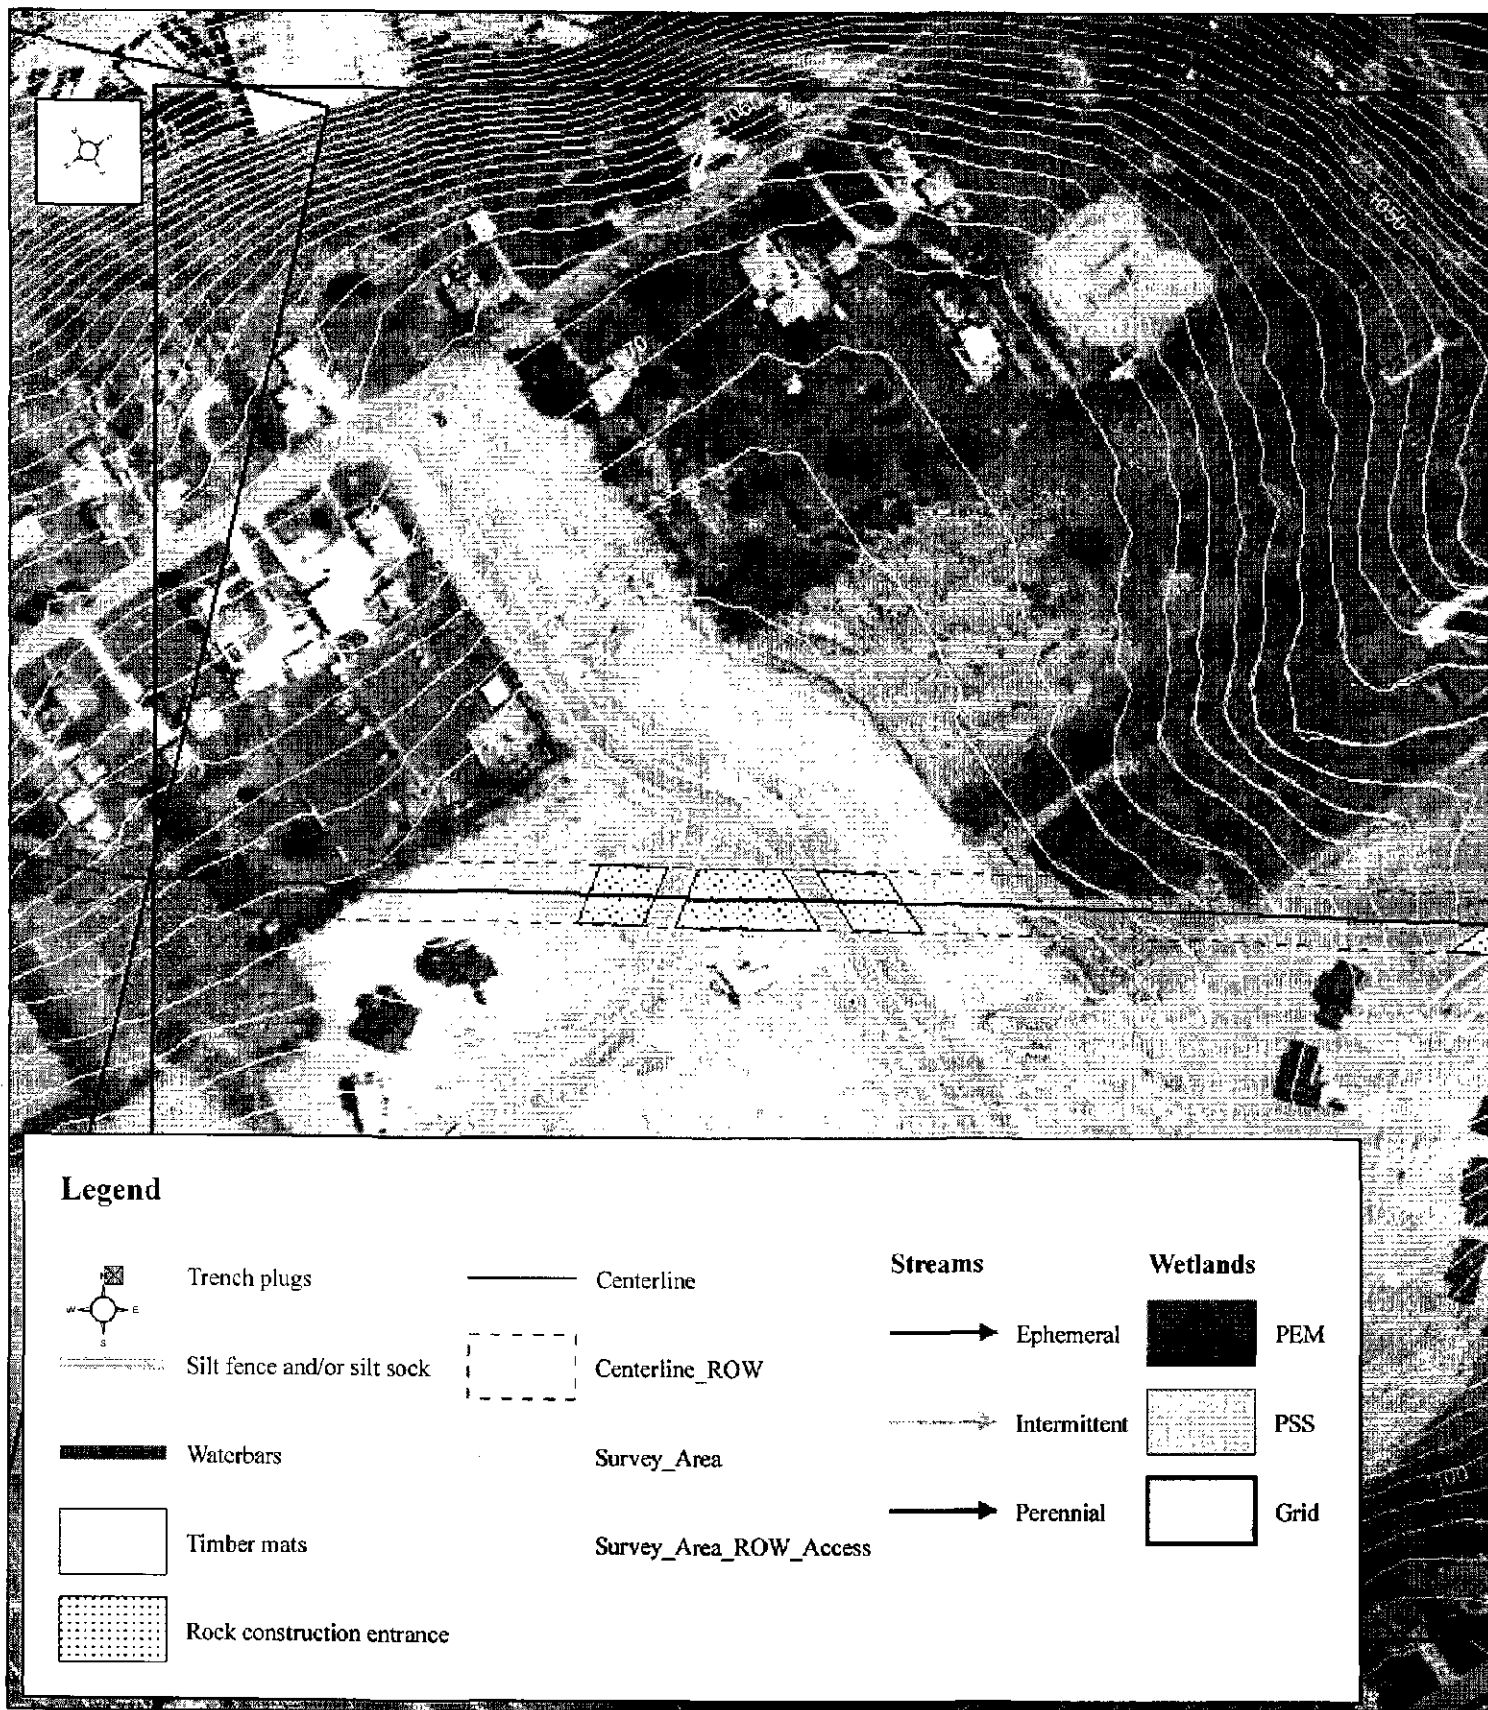 1050
Legend
Trench plugs
W E
S
Silt fence and/or silt sock
Waterbars
Timber mats
Rock construction entrance
Centerline
Centerline_ROW
Survey_Area
Survey_Area_ROW_Access
Streams
Ephemeral
Intermittent
Perennial
Wetlands
PEM
PSS
Grid